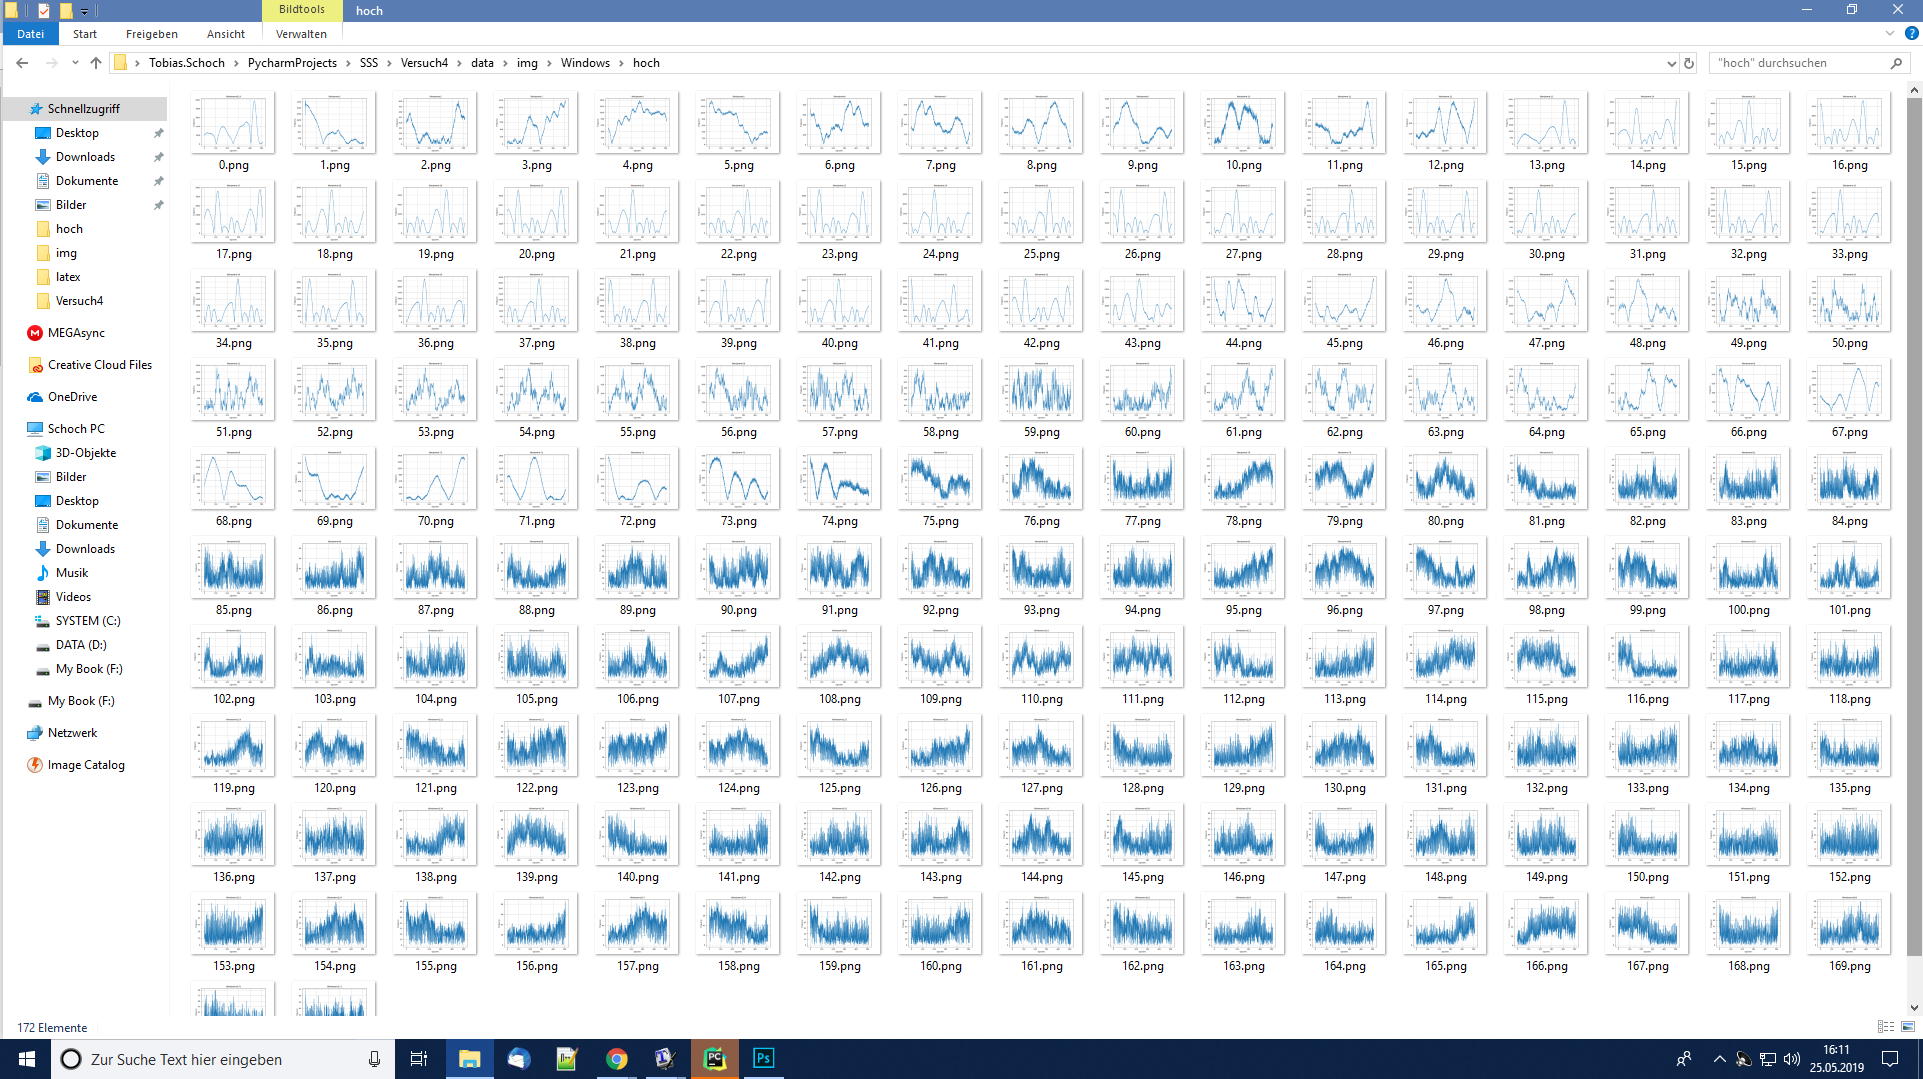 Bildtools hoch
Datei Start Freigeben Ansicht Verwalten
Tobias.Schoch PycharmProjects SSS Versuch4 data img Windows hoch
"hoch" durchsuchen
Schnellzugriff
Desktop
Downloads
Dokumente
Bilder
hoch
img
latex
Versuch4
MEGAsync
Creative Cloud Files
OneDrive
Schoch PC
3D-Objekte
Bilder
Desktop
Dokumente
Downloads
Musik
Videos
SYSTEM (C:)
DATA (D:)
My Book (F:)
My Book (F:)
Netzwerk
Image Catalog
0.png 1.png 2.png 3.png 4.png 5.png 6.png 7.png 8.png 9.png 10.png 11.png 12.png 13.png 14.png 15.png 16.png
17.png 18.png 19.png 20.png 21.png 22.png 23.png 24.png 25.png 26.png 27.png 28.png 29.png 30.png 31.png 32.png 33.png
34.png 35.png 36.png 37.png 38.png 39.png 40.png 41.png 42.png 43.png 44.png 45.png 46.png 47.png 48.png 49.png 50.png
51.png 52.png 53.png 54.png 55.png 56.png 57.png 58.png 59.png 60.png 61.png 62.png 63.png 64.png 65.png 66.png 67.png
68.png 69.png 70.png 71.png 72.png 73.png 74.png 75.png 76.png 77.png 78.png 79.png 80.png 81.png 82.png 83.png 84.png
85.png 86.png 87.png 88.png 89.png 90.png 91.png 92.png 93.png 94.png 95.png 96.png 97.png 98.png 99.png 100.png 101.png
102.png 103.png 104.png 105.png 106.png 107.png 108.png 109.png 110.png 111.png 112.png 113.png 114.png 115.png 116.png 117.png 118.png
119.png 120.png 121.png 122.png 123.png 124.png 125.png 126.png 127.png 128.png 129.png 130.png 131.png 132.png 133.png 134.png 135.png
136.png 137.png 138.png 139.png 140.png 141.png 142.png 143.png 144.png 145.png 146.png 147.png 148.png 149.png 150.png 151.png 152.png
153.png 154.png 155.png 156.png 157.png 158.png 159.png 160.png 161.png 162.png 163.png 164.png 165.png 166.png 167.png 168.png 169.png
172 Elemente
Zur Suche Text hier eingeben
PC
Ps
16:11
25.05.2019